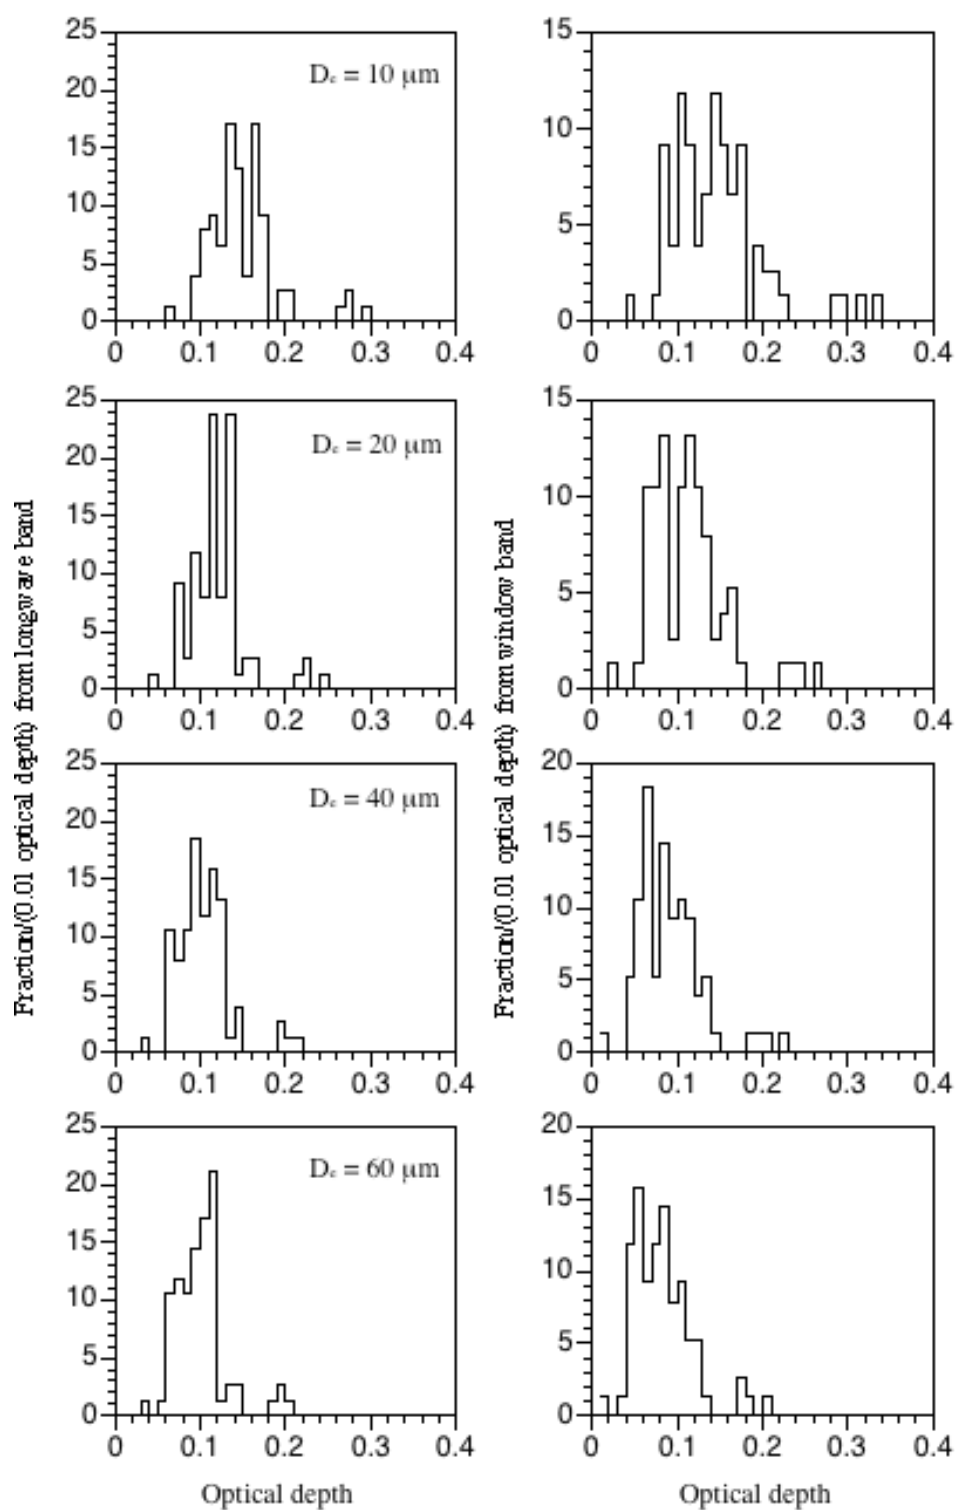 25
20
15
10
5
0
0 0.1 0.2 0.3 0.4
Dₑ = 10 µm
15
10
5
0
0 0.1 0.2 0.3 0.4
25
20
15
10
5
0
0 0.1 0.2 0.3 0.4
Dₑ = 20 µm
15
10
5
0
0 0.1 0.2 0.3 0.4
Fraction/(0.01 optical depth) from longwave band
Fraction/(0.01 optical depth) from window band
25
20
15
10
5
0
0 0.1 0.2 0.3 0.4
Dₑ = 40 µm
20
15
10
5
0
0 0.1 0.2 0.3 0.4
25
20
15
10
5
0
0 0.1 0.2 0.3 0.4
Dₑ = 60 µm
20
15
10
5
0
0 0.1 0.2 0.3 0.4
Optical depth
Optical depth